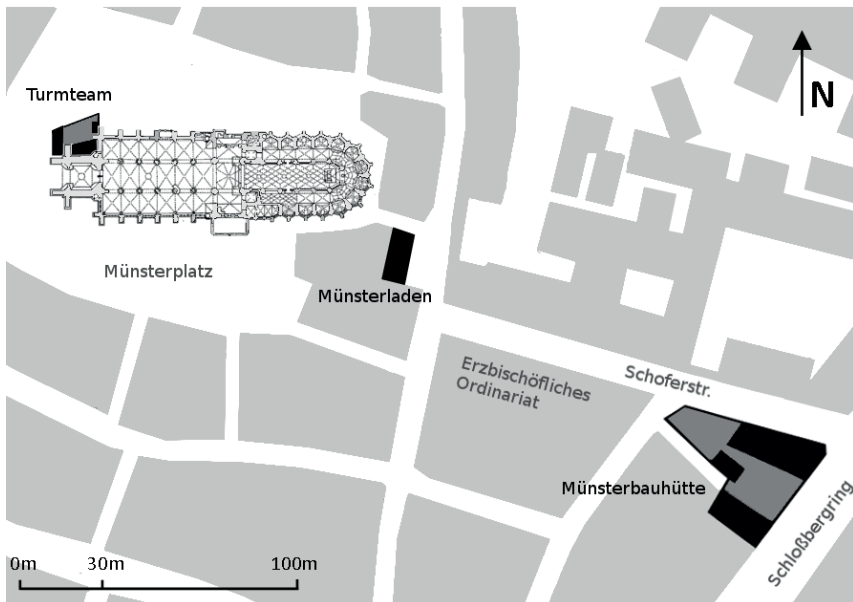 N
Turmteam
Münsterplatz
Münsterladen
Erzbischöfliches
Ordinariat
Schoferstr.
Münsterbauhütte
Schloßbergring
0m 30m 100m